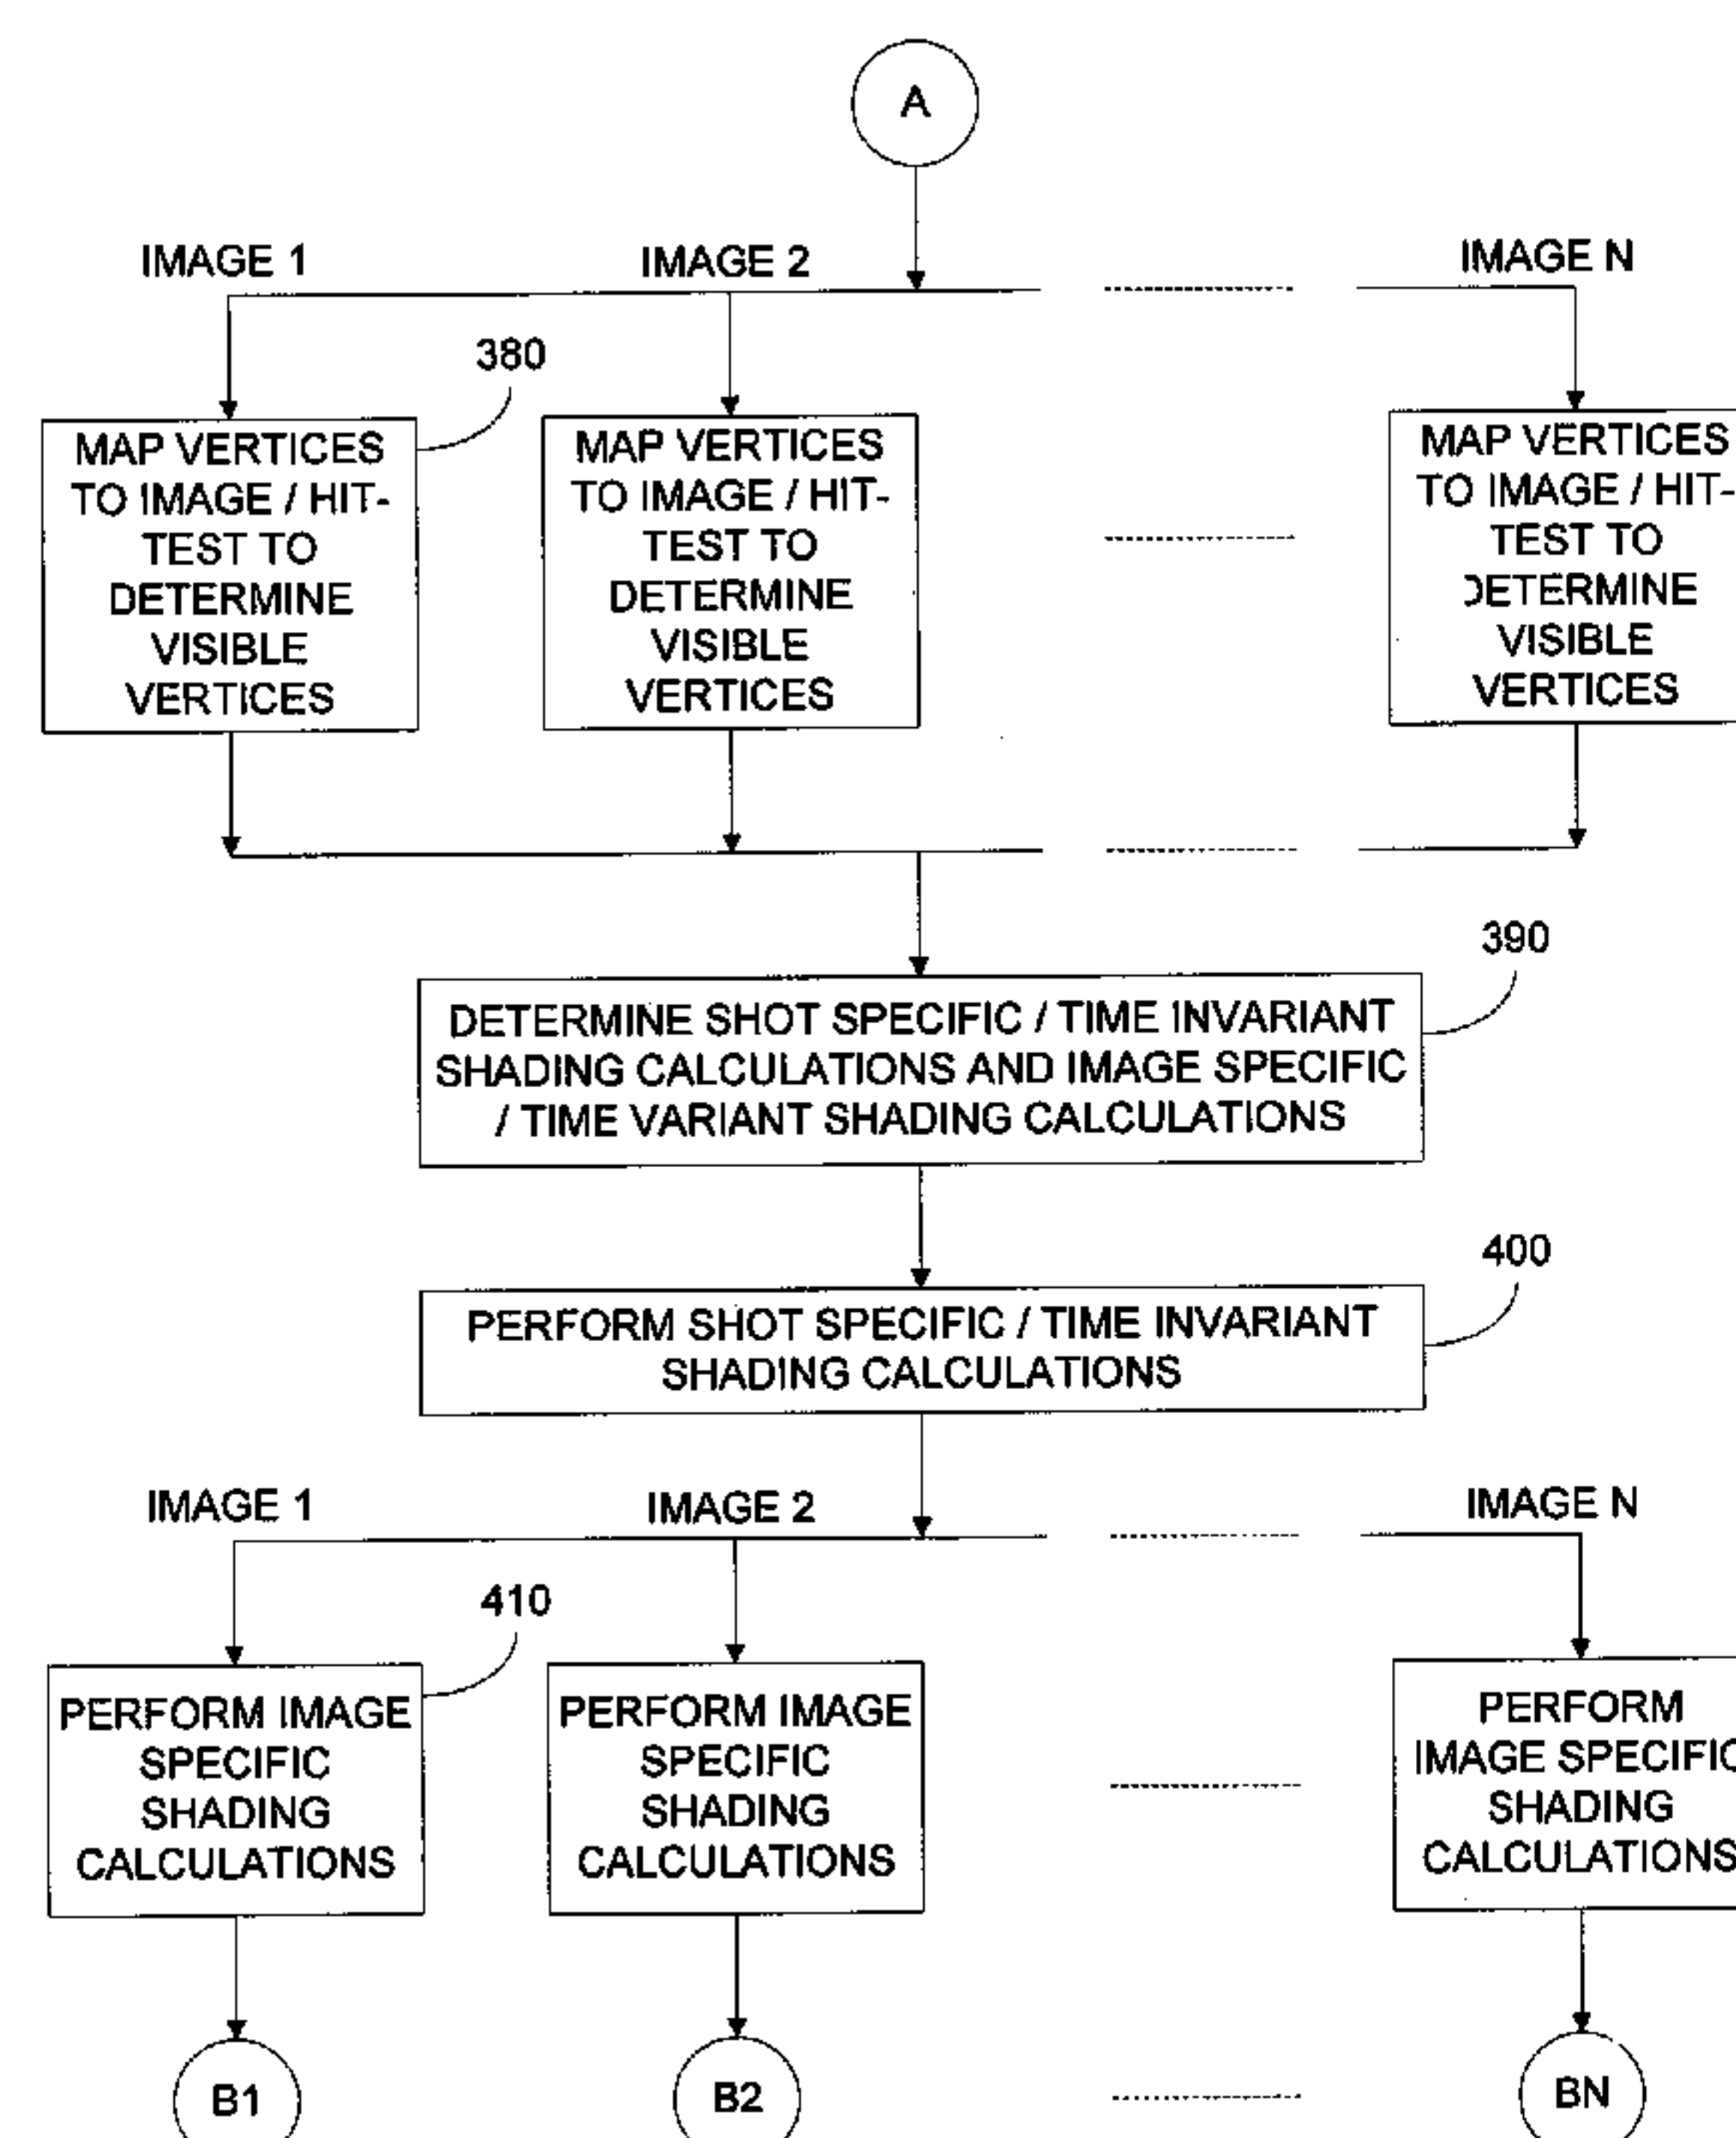 A
IMAGE 1
IMAGE 2
IMAGE N
380
MAP VERTICES
TO IMAGE / HIT-
TEST TO
DETERMINE
VISIBLE
VERTICES
MAP VERTICES
TO IMAGE / HIT-
TEST TO
DETERMINE
VISIBLE
VERTICES
MAP VERTICES
TO IMAGE / HIT-
TEST TO
DETERMINE
VISIBLE
VERTICES
390
DETERMINE SHOT SPECIFIC / TIME INVARIANT
SHADING CALCULATIONS AND IMAGE SPECIFIC
/ TIME VARIANT SHADING CALCULATIONS
400
PERFORM SHOT SPECIFIC / TIME INVARIANT
SHADING CALCULATIONS
IMAGE 1
IMAGE 2
IMAGE N
410
PERFORM IMAGE
SPECIFIC
SHADING
CALCULATIONS
PERFORM IMAGE
SPECIFIC
SHADING
CALCULATIONS
PERFORM
IMAGE SPECIFIC
SHADING
CALCULATIONS
B1
B2
BN